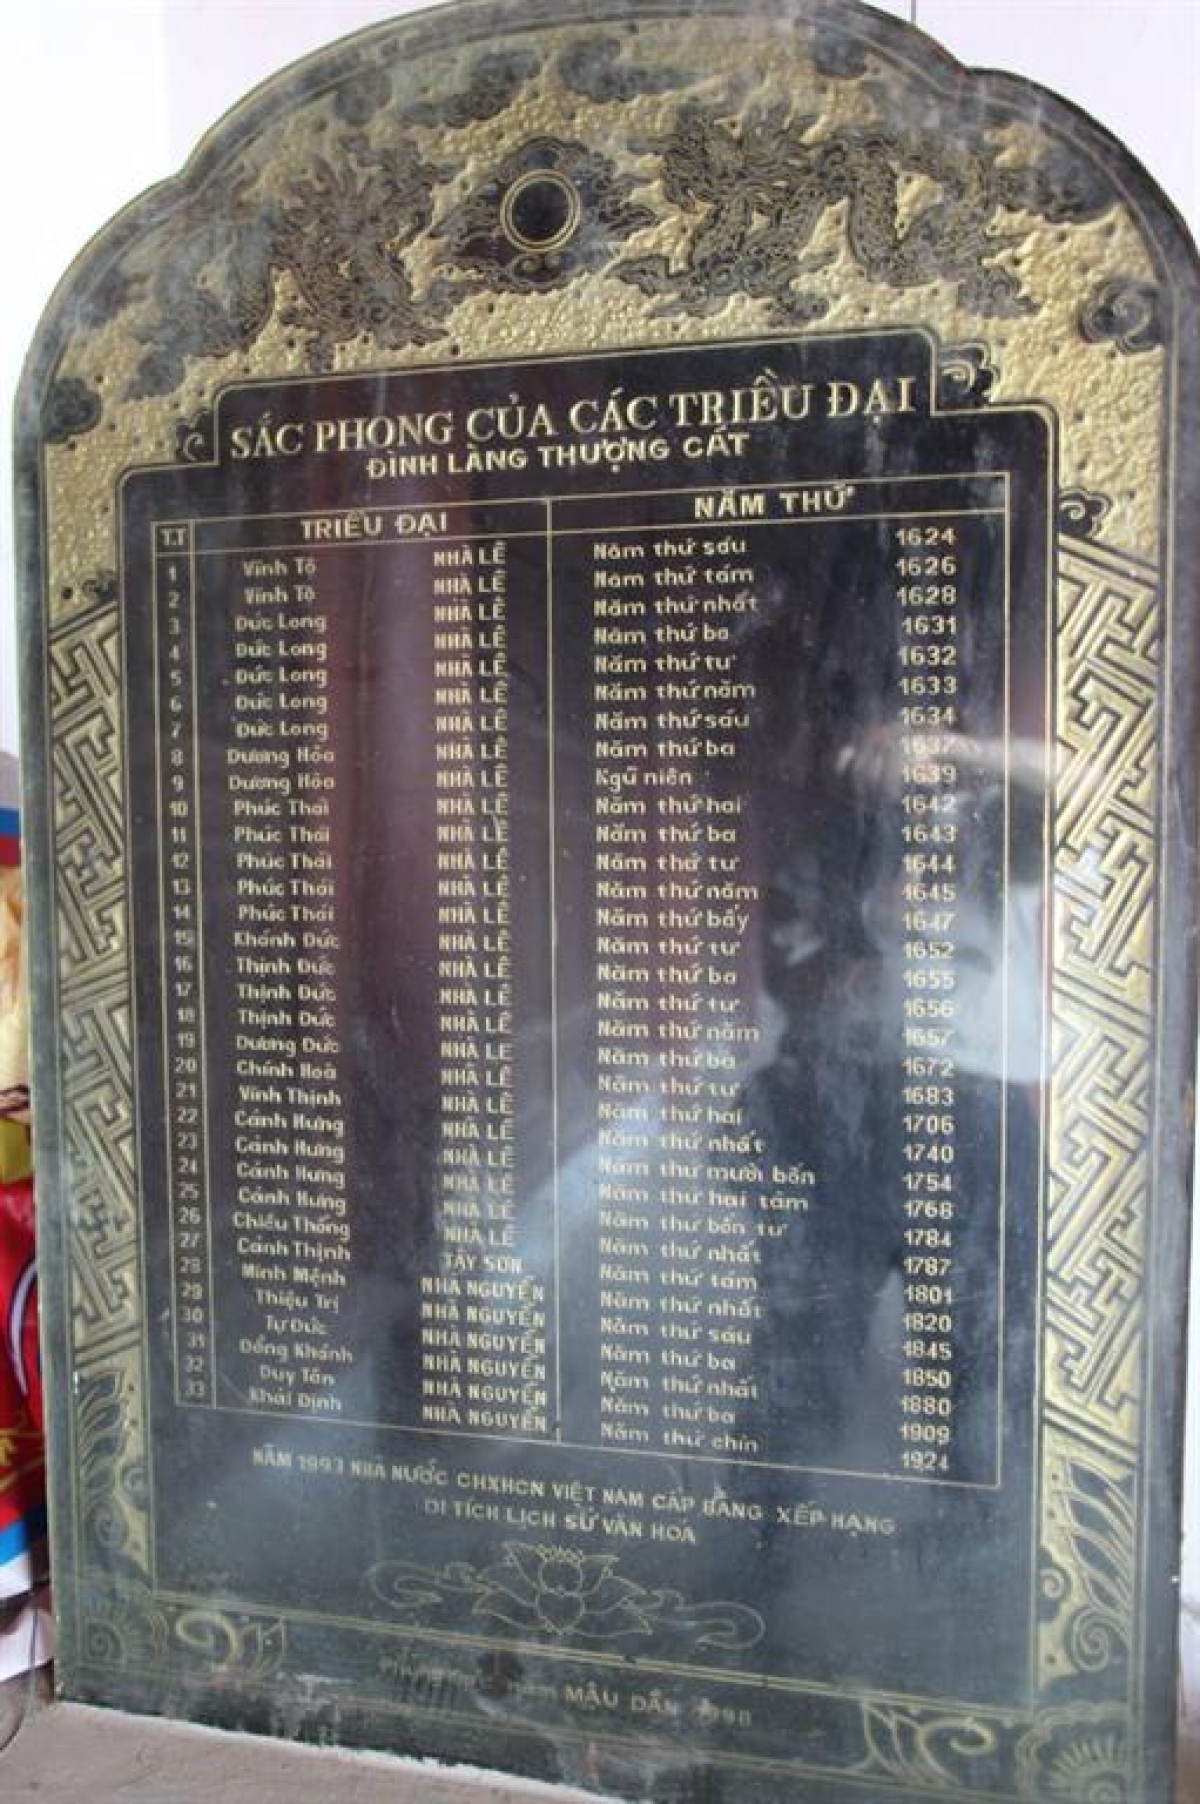 SẮC PHONG CỦA CÁC TRIỀU ĐẠI
ĐÌNH LÀNG THƯỢNG CÁT
T.T TRIỀU ĐẠI NĂM THỨ
1 Vĩnh Tộ NHÀ LÊ Năm thứ sáu 1624
2 Vĩnh Tộ NHÀ LÊ Năm thứ tám 1626
3 Đức Long NHÀ LÊ Năm thứ nhất 1628
4 Đức Long NHÀ LÊ Năm thứ ba 1631
5 Đức Long NHÀ LÊ Năm thứ tư 1632
6 Đức Long NHÀ LÊ Năm thứ năm 1633
7 Đức Long NHÀ LÊ Năm thứ sáu 1634
8 Dương Hòa NHÀ LÊ Năm thứ ba 1637
9 Dương Hòa NHÀ LÊ Ngũ niên 1639
10 Phúc Thái NHÀ LÊ Năm thứ hai 1642
11 Phúc Thái NHÀ LÊ Năm thứ ba 1643
12 Phúc Thái NHÀ LÊ Năm thứ tư 1644
13 Phúc Thái NHÀ LÊ Năm thứ năm 1645
14 Phúc Thái NHÀ LÊ Năm thứ bẩy 1647
15 Khánh Đức NHÀ LÊ Năm thứ tư 1652
16 Thịnh Đức NHÀ LÊ Năm thứ ba 1655
17 Thịnh Đức NHÀ LÊ Năm thứ tư 1656
18 Thịnh Đức NHÀ LÊ Năm thứ năm 1657
19 Dương Đức NHÀ LÊ Năm thứ ba 1672
20 Chính Hoà NHÀ LÊ Năm thứ tư 1683
21 Vĩnh Thịnh NHÀ LÊ Năm thứ hai 1706
22 Cảnh Hưng NHÀ LÊ Năm thứ nhất 1740
23 Cảnh Hưng NHÀ LÊ Năm thứ mười bốn 1754
24 Cảnh Hưng NHÀ LÊ Năm thứ hai tám 1768
25 Cảnh Hưng NHÀ LÊ Năm thứ bốn tư 1784
26 Chiêu Thống NHÀ LÊ Năm thứ nhất 1787
27 Cảnh Thịnh TÂY SƠN Năm thứ tám 1801
28 Minh Mệnh NHÀ NGUYỄN Năm thứ nhất 1820
29 Thiệu Trị NHÀ NGUYỄN Năm thứ sáu 1845
30 Tự Đức NHÀ NGUYỄN Năm thứ ba 1850
31 Đồng Khánh NHÀ NGUYỄN Năm thứ nhất 1880
32 Duy Tân NHÀ NGUYỄN Năm thứ ba 1909
33 Khải Định NHÀ NGUYỄN Năm thứ chín 1924
NĂM 1993 NHÀ NƯỚC CHXHCN VIỆT NAM CẤP BẰNG XẾP HẠNG
DI TÍCH LỊCH SỬ VĂN HOÁ
năm MẬU DẦN 1998